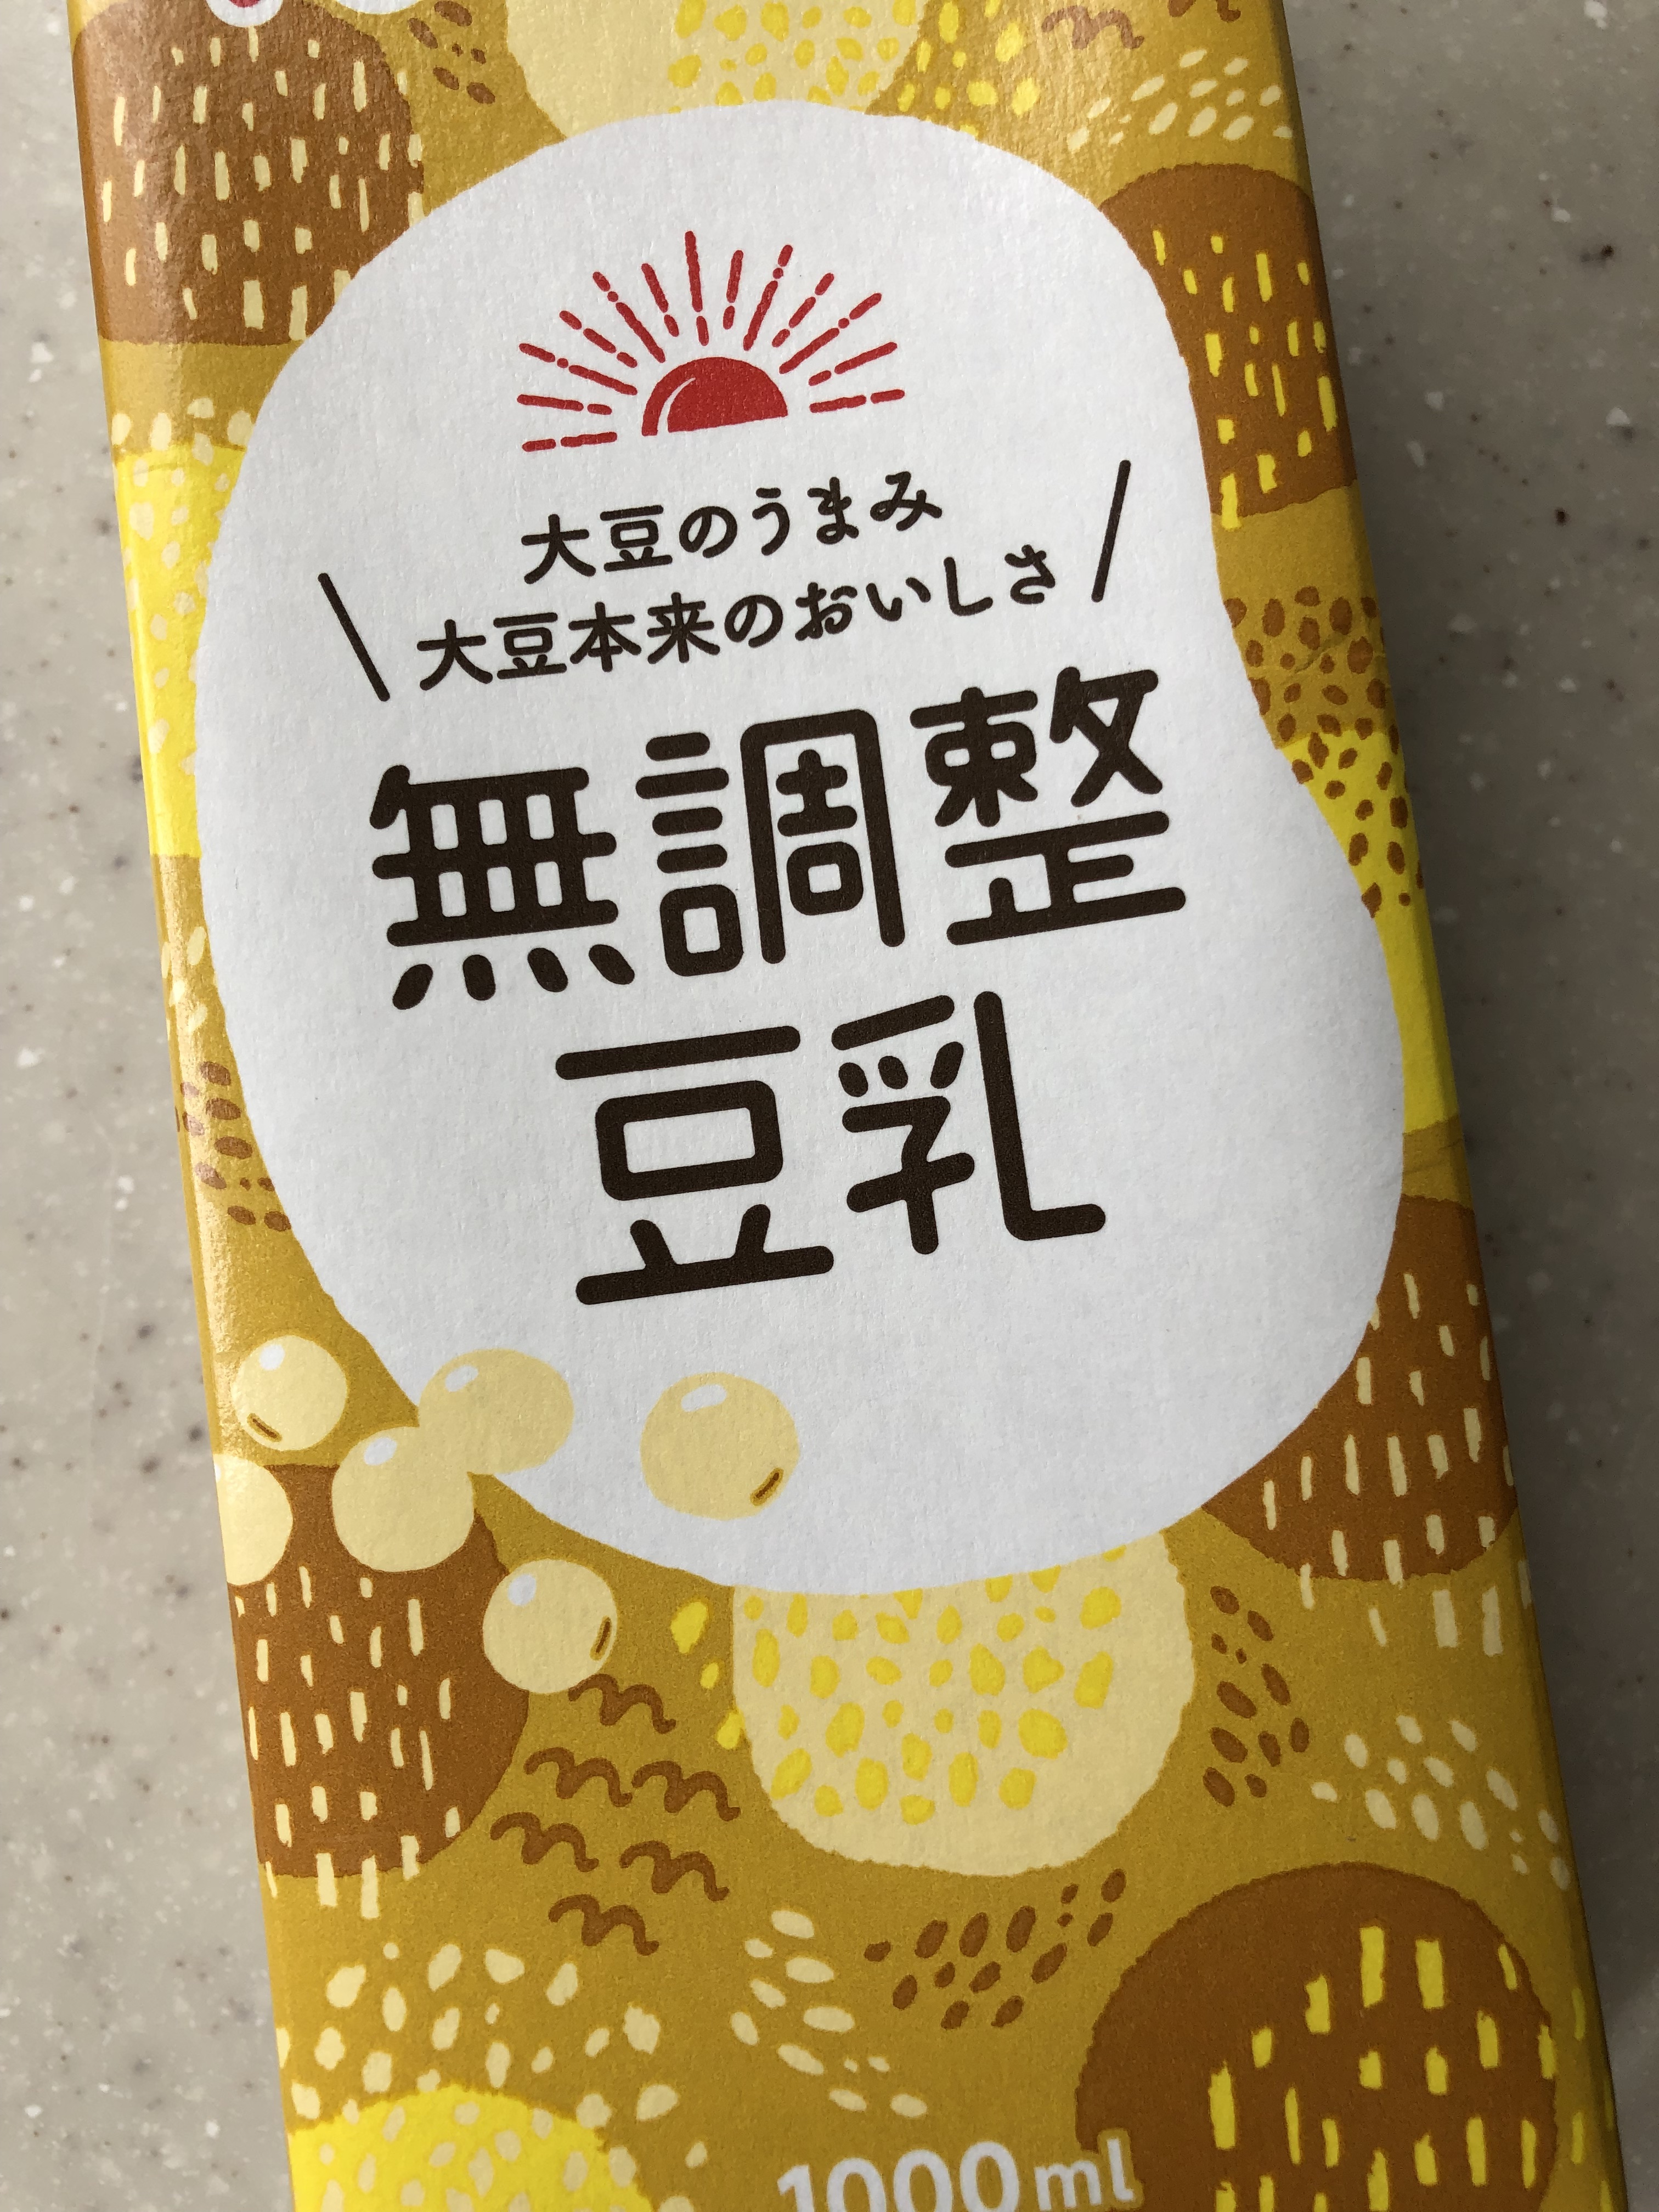 大豆のうまみ
大豆本来のおいしさ
無調整
豆乳
1000ml